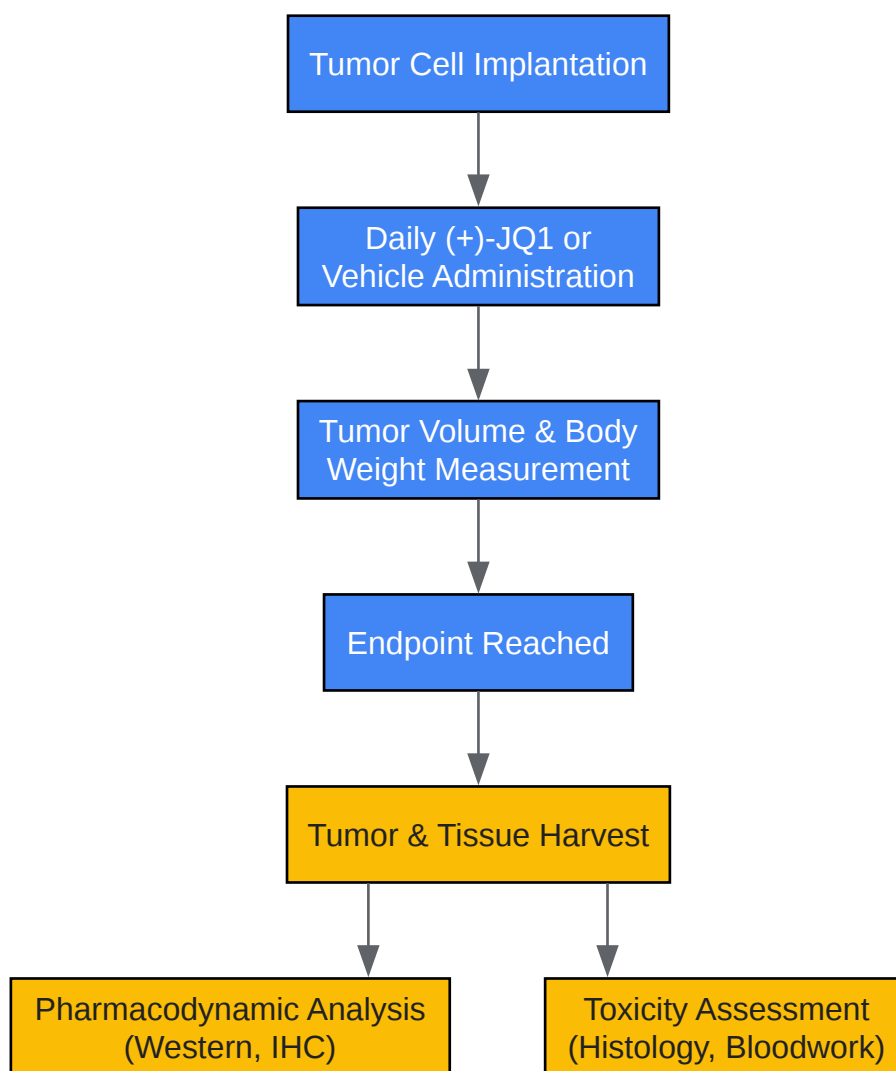 Tumor Cell Implantation
Daily (+)-JQ1 or
Vehicle Administration
Tumor Volume & Body
Weight Measurement
Endpoint Reached
Tumor & Tissue Harvest
Pharmacodynamic Analysis
(Western, IHC)
Toxicity Assessment
(Histology, Bloodwork)